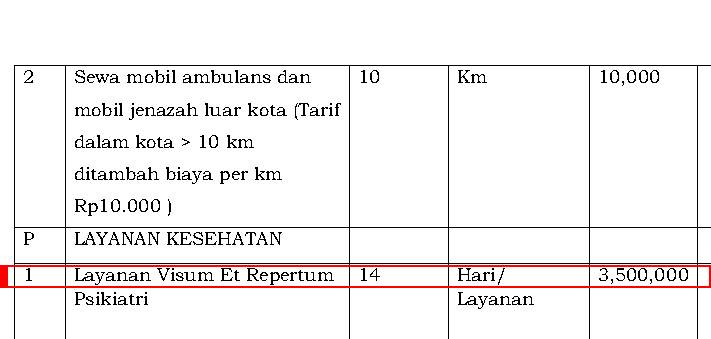 2 Sewa mobil ambulans dan 10 Km 10,000
mobil jenazah luar kota (Tarif
dalam kota > 10 km
ditambah biaya per km
Rp10.000 )
P LAYANAN KESEHATAN
1 Layanan Visum Et Repertum 14 Hari/ 3,500,000
Psikiatri Layanan